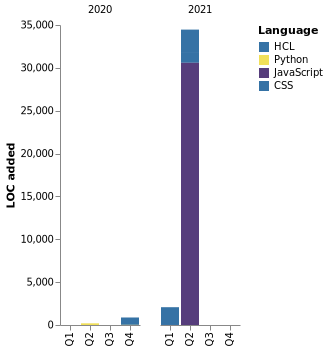 2020 2021
Language
HCL
Python
JavaScript
CSS
LOC added
35,000
30,000
25,000
20,000
15,000
10,000
5,000
0
Q1 Q2 Q3 Q4 Q1 Q2 Q3 Q4